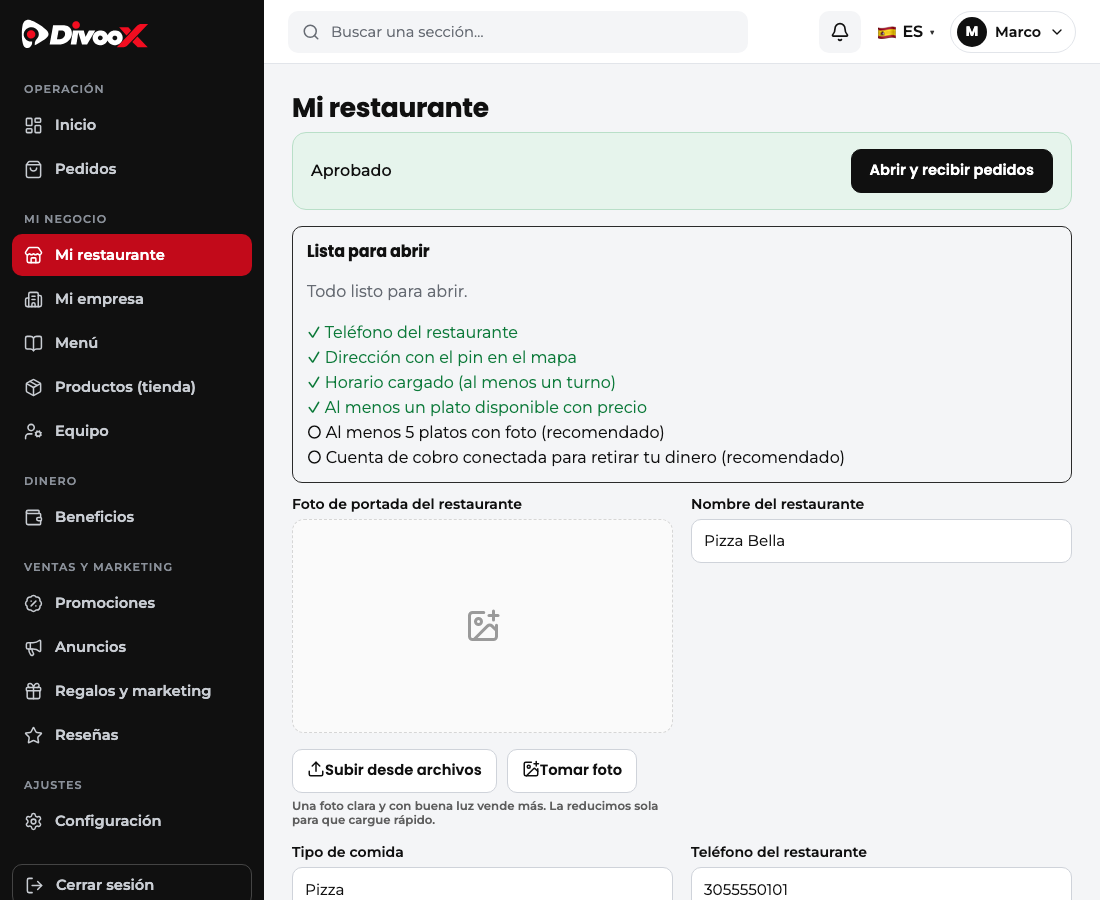 DivooX
Buscar una sección...
ES
M
Marco
OPERACIÓN
Inicio
Pedidos
MI NEGOCIO
Mi restaurante
Mi empresa
Menú
Productos (tienda)
Equipo
DINERO
Beneficios
VENTAS Y MARKETING
Promociones
Anuncios
Regalos y marketing
Reseñas
AJUSTES
Configuración
Cerrar sesión
Mi restaurante
Aprobado
Abrir y recibir pedidos
Lista para abrir
Todo listo para abrir.
✓ Teléfono del restaurante
✓ Dirección con el pin en el mapa
✓ Horario cargado (al menos un turno)
✓ Al menos un plato disponible con precio
○ Al menos 5 platos con foto (recomendado)
○ Cuenta de cobro conectada para retirar tu dinero (recomendado)
Foto de portada del restaurante
Nombre del restaurante
Pizza Bella
Subir desde archivos
Tomar foto
Una foto clara y con buena luz vende más. La reducimos sola
para que cargue rápido.
Tipo de comida
Teléfono del restaurante
Pizza
3055550101